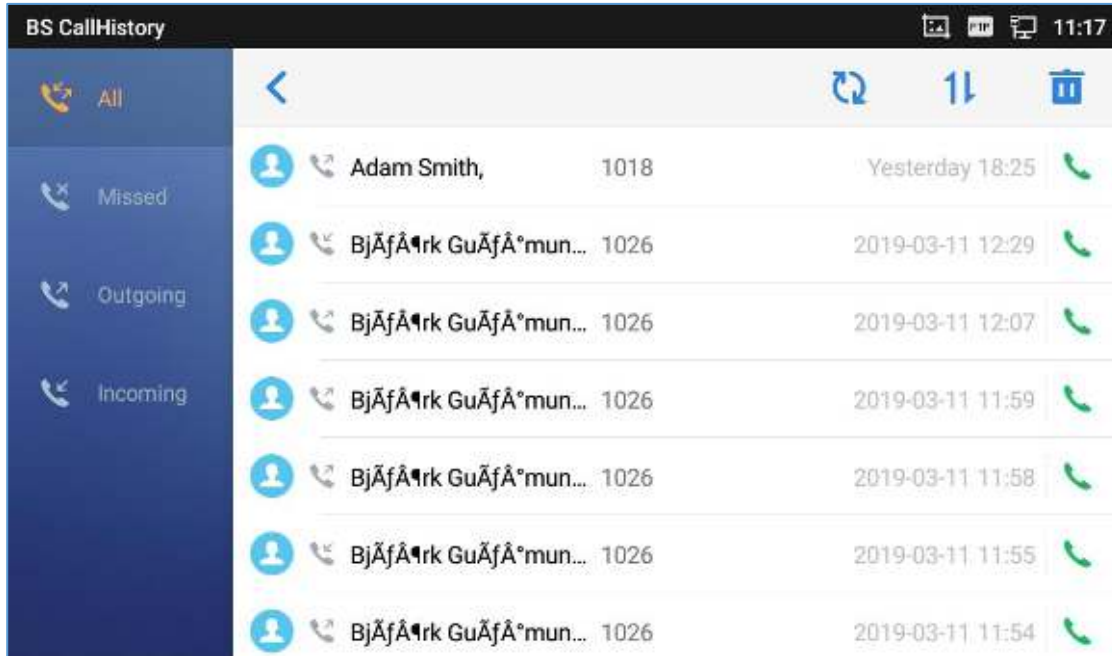 BS CallHistory 11:17
All
Missed
Outgoing
Incoming
Adam Smith, 1018 Yesterday 18:25
BjÃƒÂ¶rk GuÃƒÂ°mun... 1026 2019-03-11 12:29
BjÃƒÂ¶rk GuÃƒÂ°mun... 1026 2019-03-11 12:07
BjÃƒÂ¶rk GuÃƒÂ°mun... 1026 2019-03-11 11:59
BjÃƒÂ¶rk GuÃƒÂ°mun... 1026 2019-03-11 11:58
BjÃƒÂ¶rk GuÃƒÂ°mun... 1026 2019-03-11 11:55
BjÃƒÂ¶rk GuÃƒÂ°mun... 1026 2019-03-11 11:54